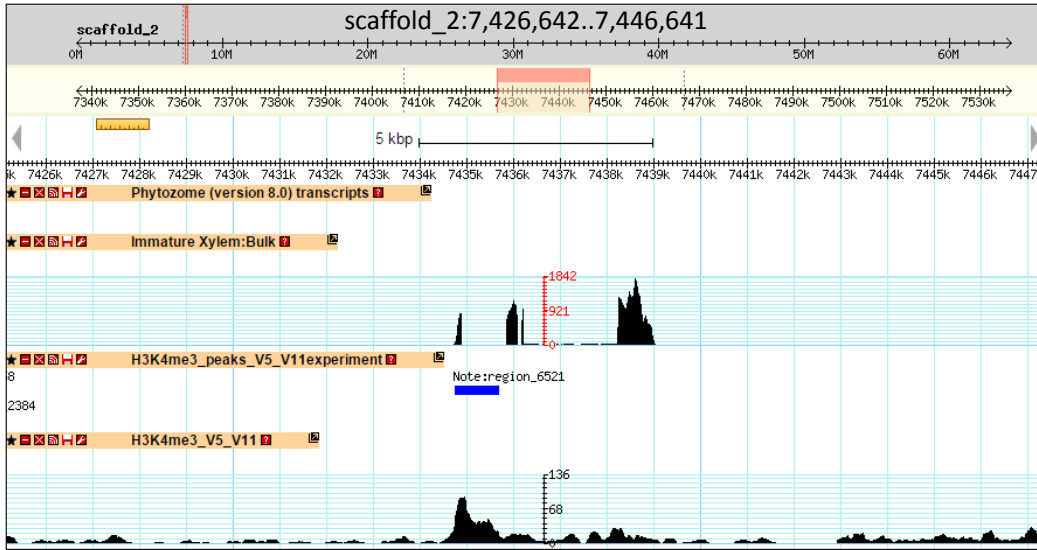 scaffold_2:7,426,642..7,446,641
scaffold_2
0M 10M 20M 30M 40M 50M 60M
7340k 7350k 7360k 7370k 7380k 7390k 7400k 7410k 7420k 7430k 7440k 7450k 7460k 7470k 7480k 7490k 7500k 7510k 7520k 7530k
5 kbp
k 7426k 7427k 7428k 7429k 7430k 7431k 7432k 7433k 7434k 7435k 7436k 7437k 7438k 7439k 7440k 7441k 7442k 7443k 7444k 7445k 7446k 7447
Phytozome (version 8.0) transcripts ?
Immature Xylem:Bulk ?
1842
921
0
H3K4me3_peaks_V5_V11experiment ?
8
Note:region_6521
2384
H3K4me3_V5_V11 ?
136
68
0